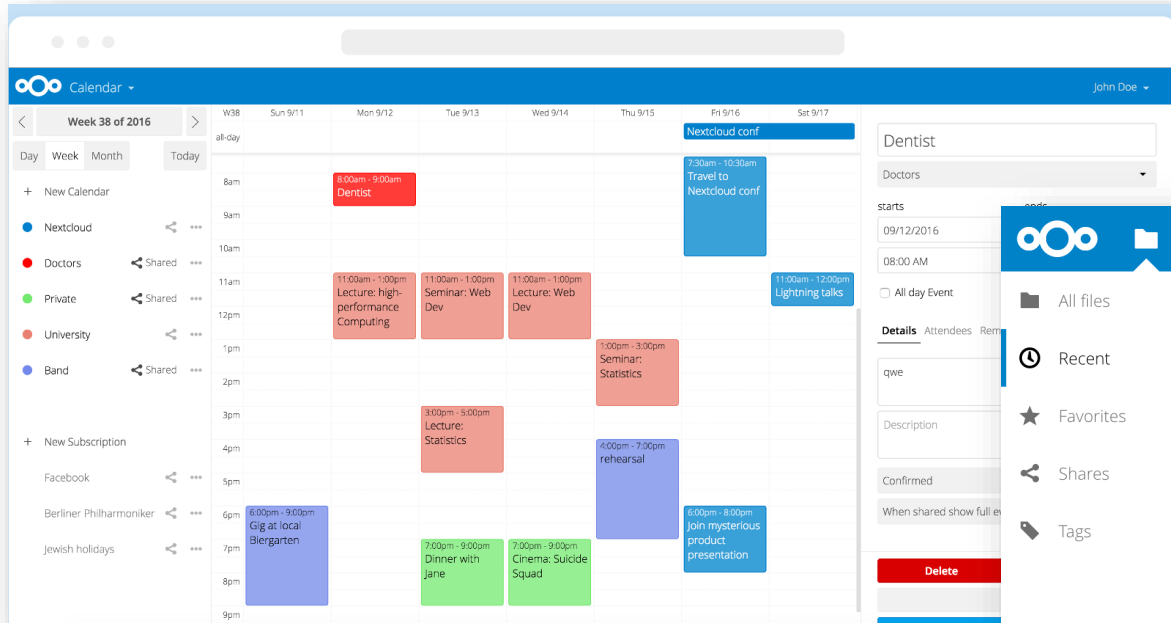 Calendar
John Doe
Week 38 of 2016
Day Week Month Today
+ New Calendar
Nextcloud
Doctors Shared
Private Shared
University
Band Shared
+ New Subscription
Facebook
Berliner Philharmoniker
Jewish holidays
W38 Sun 9/11 Mon 9/12 Tue 9/13 Wed 9/14 Thu 9/15 Fri 9/16 Sat 9/17
all-day
8am
9am
10am
11am
12pm
1pm
2pm
3pm
4pm
5pm
6pm
7pm
8pm
9pm
6:00pm - 9:00pm
Gig at local
Biergarten
8:00am - 9:00am
Dentist
11:00am - 1:00pm
Lecture: high-
performance
Computing
11:00am - 1:00pm
Seminar: Web
Dev
3:00pm - 5:00pm
Lecture:
Statistics
7:00pm - 9:00pm
Dinner with
Jane
11:00am - 1:00pm
Lecture: Web
Dev
7:00pm - 9:00pm
Cinema: Suicide
Squad
1:00pm - 3:00pm
Seminar:
Statistics
4:00pm - 7:00pm
rehearsal
Nextcloud conf
7:30am - 10:30am
Travel to
Nextcloud conf
6:00pm - 8:00pm
Join mysterious
product
presentation
11:00am - 12:00pm
Lightning talks
Dentist
Doctors
starts ends
09/12/2016
08:00 AM
All day Event
Details Attendees Rem
qwe
Description
Confirmed
When shared show full ev
Delete
All files
Recent
Favorites
Shares
Tags